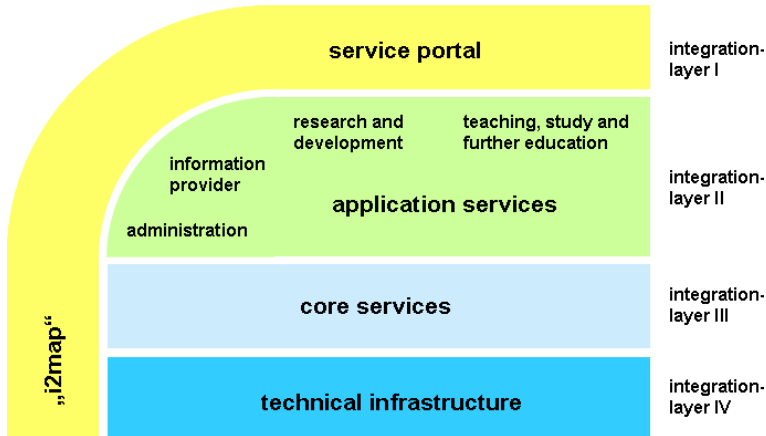 service portal
integration-
layer I
research and
development
teaching, study and
further education
information
provider
administration
application services
integration-
layer II
core services
integration-
layer III
„i2map“
technical infrastructure
integration-
layer IV